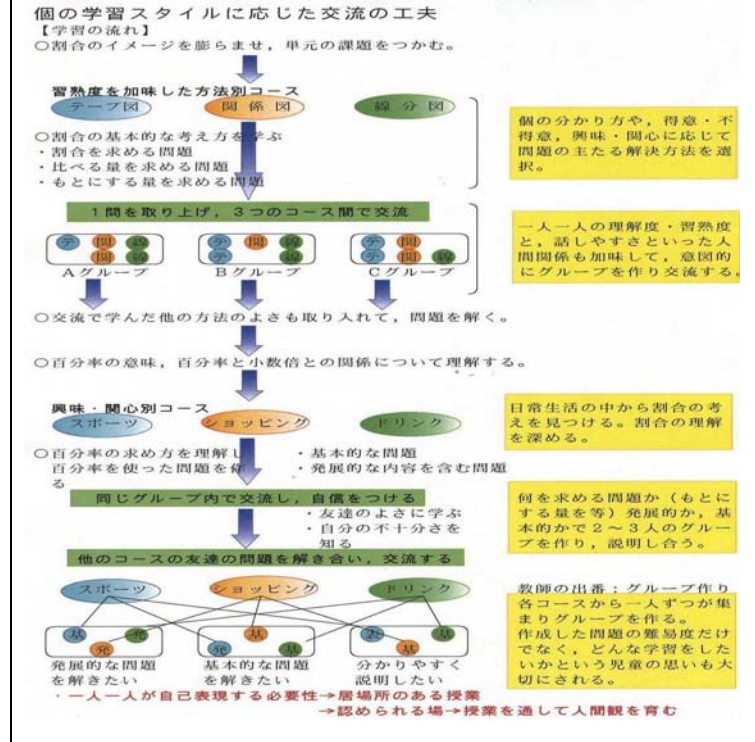 個の学習スタイルに応じた交流の工夫
【学習の流れ】
○割合のイメージを膨らませ，単元の課題をつかむ。
習熟度を加味した方法別コース
テープ図 関係図 線分図
○割合の基本的な考え方を学ぶ
・割合を求める問題
・比べる量を求める問題
・もとにする量を求める問題
個の分かり方や，得意・不
得意，興味・関心に応じて
問題の主たる解決方法を選
択。
１問を取り上げ，３つのコース間で交流
テ 関 線 テ 関 線 テ 関
テ 関 線 テ 線 テ 関 線
Aグループ Bグループ Cグループ
一人一人の理解度・習熟度
と，話しやすさといった人
間関係も加味して，意図的
にグループを作り交流する。
○交流で学んだ他の方法のよさも取り入れて，問題を解く。
○百分率の意味，百分率と小数倍との関係について理解する。
興味・関心別コース
スポーツ ショッピング ドリンク
○百分率の求め方を理解し
百分率を使った問題を作
る
・基本的な問題
・発展的な内容を含む問題
日常生活の中から割合の考
えを見つける。割合の理解
を深める。
同じグループ内で交流し，自信をつける
・友達のよさに学ぶ
・自分の不十分さを
知る
何を求める問題か（もとに
する量を等）発展的か，基
本的かで２～３人のグルー
プを作り，説明し合う。
他のコースの友達の問題を解き合い，交流する
スポーツ ショッピング ドリンク
基 発 基 基
発 発 基 基
発展的な問題
を解きたい
基本的な問題
を解きたい
分かりやすく
説明したい
教師の出番：グループ作り
各コースから一人ずつが集
まりグループを作る。
作成した問題の難易度だけ
でなく，どんな学習をした
いかという児童の思いも大
切にされる。
・一人一人が自己表現する必要性→居場所のある授業
→認められる場→授業を通して人間観を育む